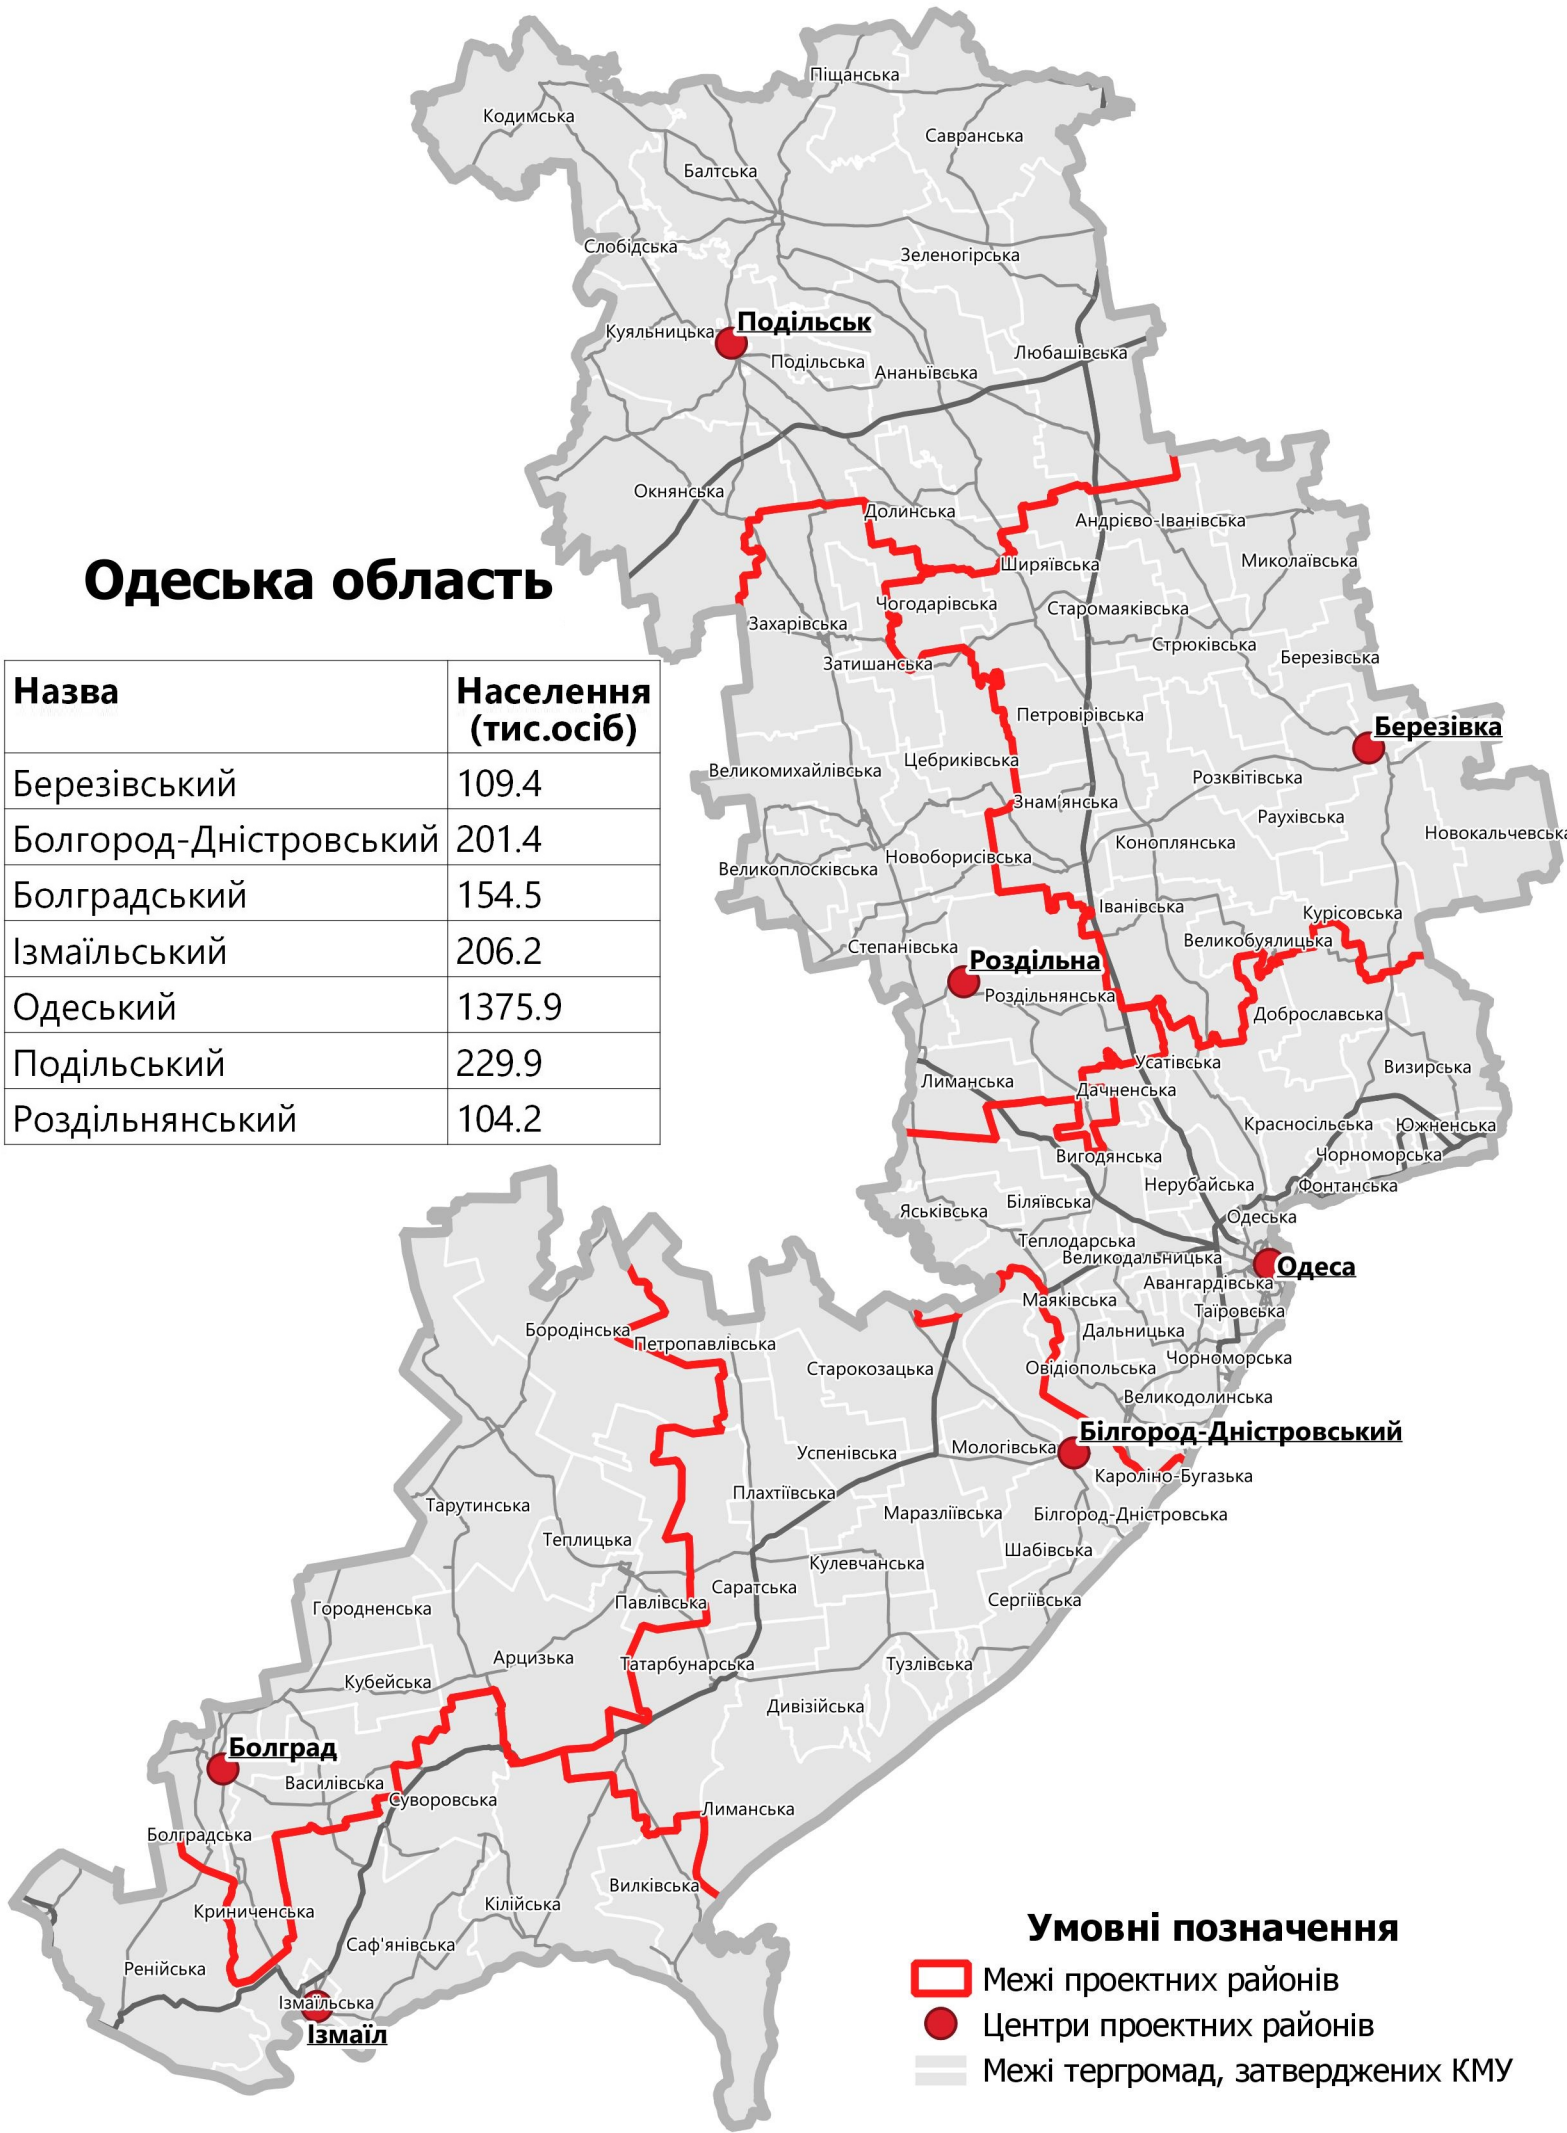 Піщанська
Кодимська
Савранська
Балтська
Слобідська
Зеленогірська
Подільськ
Куяльницька
Любашівська
Подільська
Ананьївська
Окнянська
Долинська
Андрієво-Іванівська
Ширяївська
Миколаївська
Одеська область
Чогодарівська
Старомаяківська
Захарівська
Стрюківська
Березівська
Затишанська
Назва Населення
(тис.осіб)
Березівський 109.4
Болгород-Дністровський 201.4
Болградський 154.5
Ізмаїльський 206.2
Одеський 1375.9
Подільський 229.9
Роздільнянський 104.2
Петровірівська
Березівка
Цебриківська
Великомихайлівська
Розквітівська
Знам'янська
Раухівська
Новокальчевська
Коноплянська
Новоборисівська
Великоплосківська
Іванівська
Курісовська
Великобуялицька
Степанівська
Роздільна
Роздільнянська
Доброславська
Усатівська
Визирська
Лиманська
Даченська
Красносільська
Южненська
Чорноморська
Вигодянська
Нерубайська
Фонтанська
Біляївська
Яськівська
Одеська
Теплодарська
Великодальницька
Одеса
Авангардівська
Маяківська
Таїровська
Дальницька
Бородінська
Петропавлівська
Чорноморська
Старокозацька
Овідіопольська
Великодолинська
Білгород-Дністровський
Мологівська
Успенівська
Кароліно-Бугазька
Плахтіївська
Тарутинська
Маразліївська
Білгород-Дністровська
Теплицька
Шабівська
Кулевчанська
Саратська
Сергіївська
Павлівська
Городненська
Арцизька
Татарбунарська
Тузлівська
Кубейська
Дивізійська
Болград
Василівська
Суворовська
Лиманська
Болградська
Вилківська
Кілійська
Криниченська
Саф'янівська
Ренійська
Ізмаїльська
Ізмаїл
Умовні позначення
Межі проектних районів
Центри проектних районів
Межі тергромад, затверджених КМУ